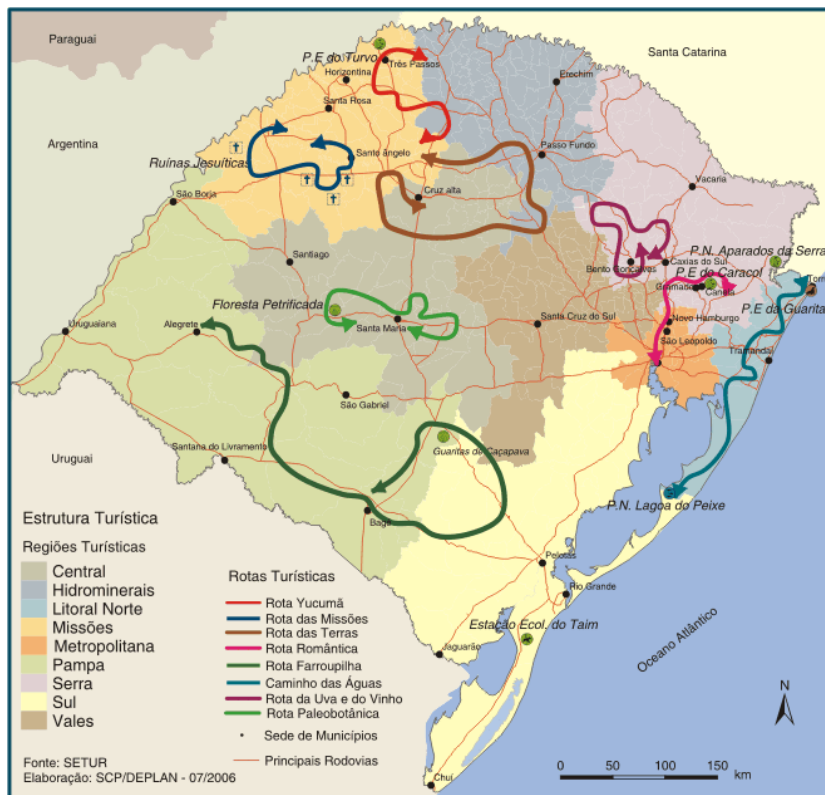 Paraguai
Santa Catarina
P.E do Turvo
Três Passos
Horizontina
Erechim
Santa Rosa
Argentina
Passo Fundo
Santo ângelo
Ruínas Jesuíticas
Vacaria
Cruz alta
São Borja
P.N. Aparados da Serra
Santiago
Bento Gonçalves
Caxias do Sul
P.E do Caracol
Gramado
Canela
Torres
Floresta Petrificada
P.E da Guarita
Uruguaiana
Alegrete
Santa Maria
Santa Cruz do Sul
Novo Hamburgo
São Leopoldo
Tramandaí
São Gabriel
Santana do Livramento
Guaritas de Caçapava
Uruguai
P.N. Lagoa do Peixe
Bagé
Pelotas
Rio Grande
Estação Ecol. do Taim
Jaguarão
Oceano Atlântico
Chuí
Estrutura Turística
Regiões Turísticas
Central
Hidrominerais
Litoral Norte
Missões
Metropolitana
Pampa
Serra
Sul
Vales
Rotas Turísticas
Rota Yucumã
Rota das Missões
Rota das Terras
Rota Romântica
Rota Farroupilha
Caminho das Águas
Rota da Uva e do Vinho
Rota Paleobotânica
Sede de Municípios
Principais Rodovias
Fonte: SETUR
Elaboração: SCP/DEPLAN - 07/2006
N
0 50 100 150
km